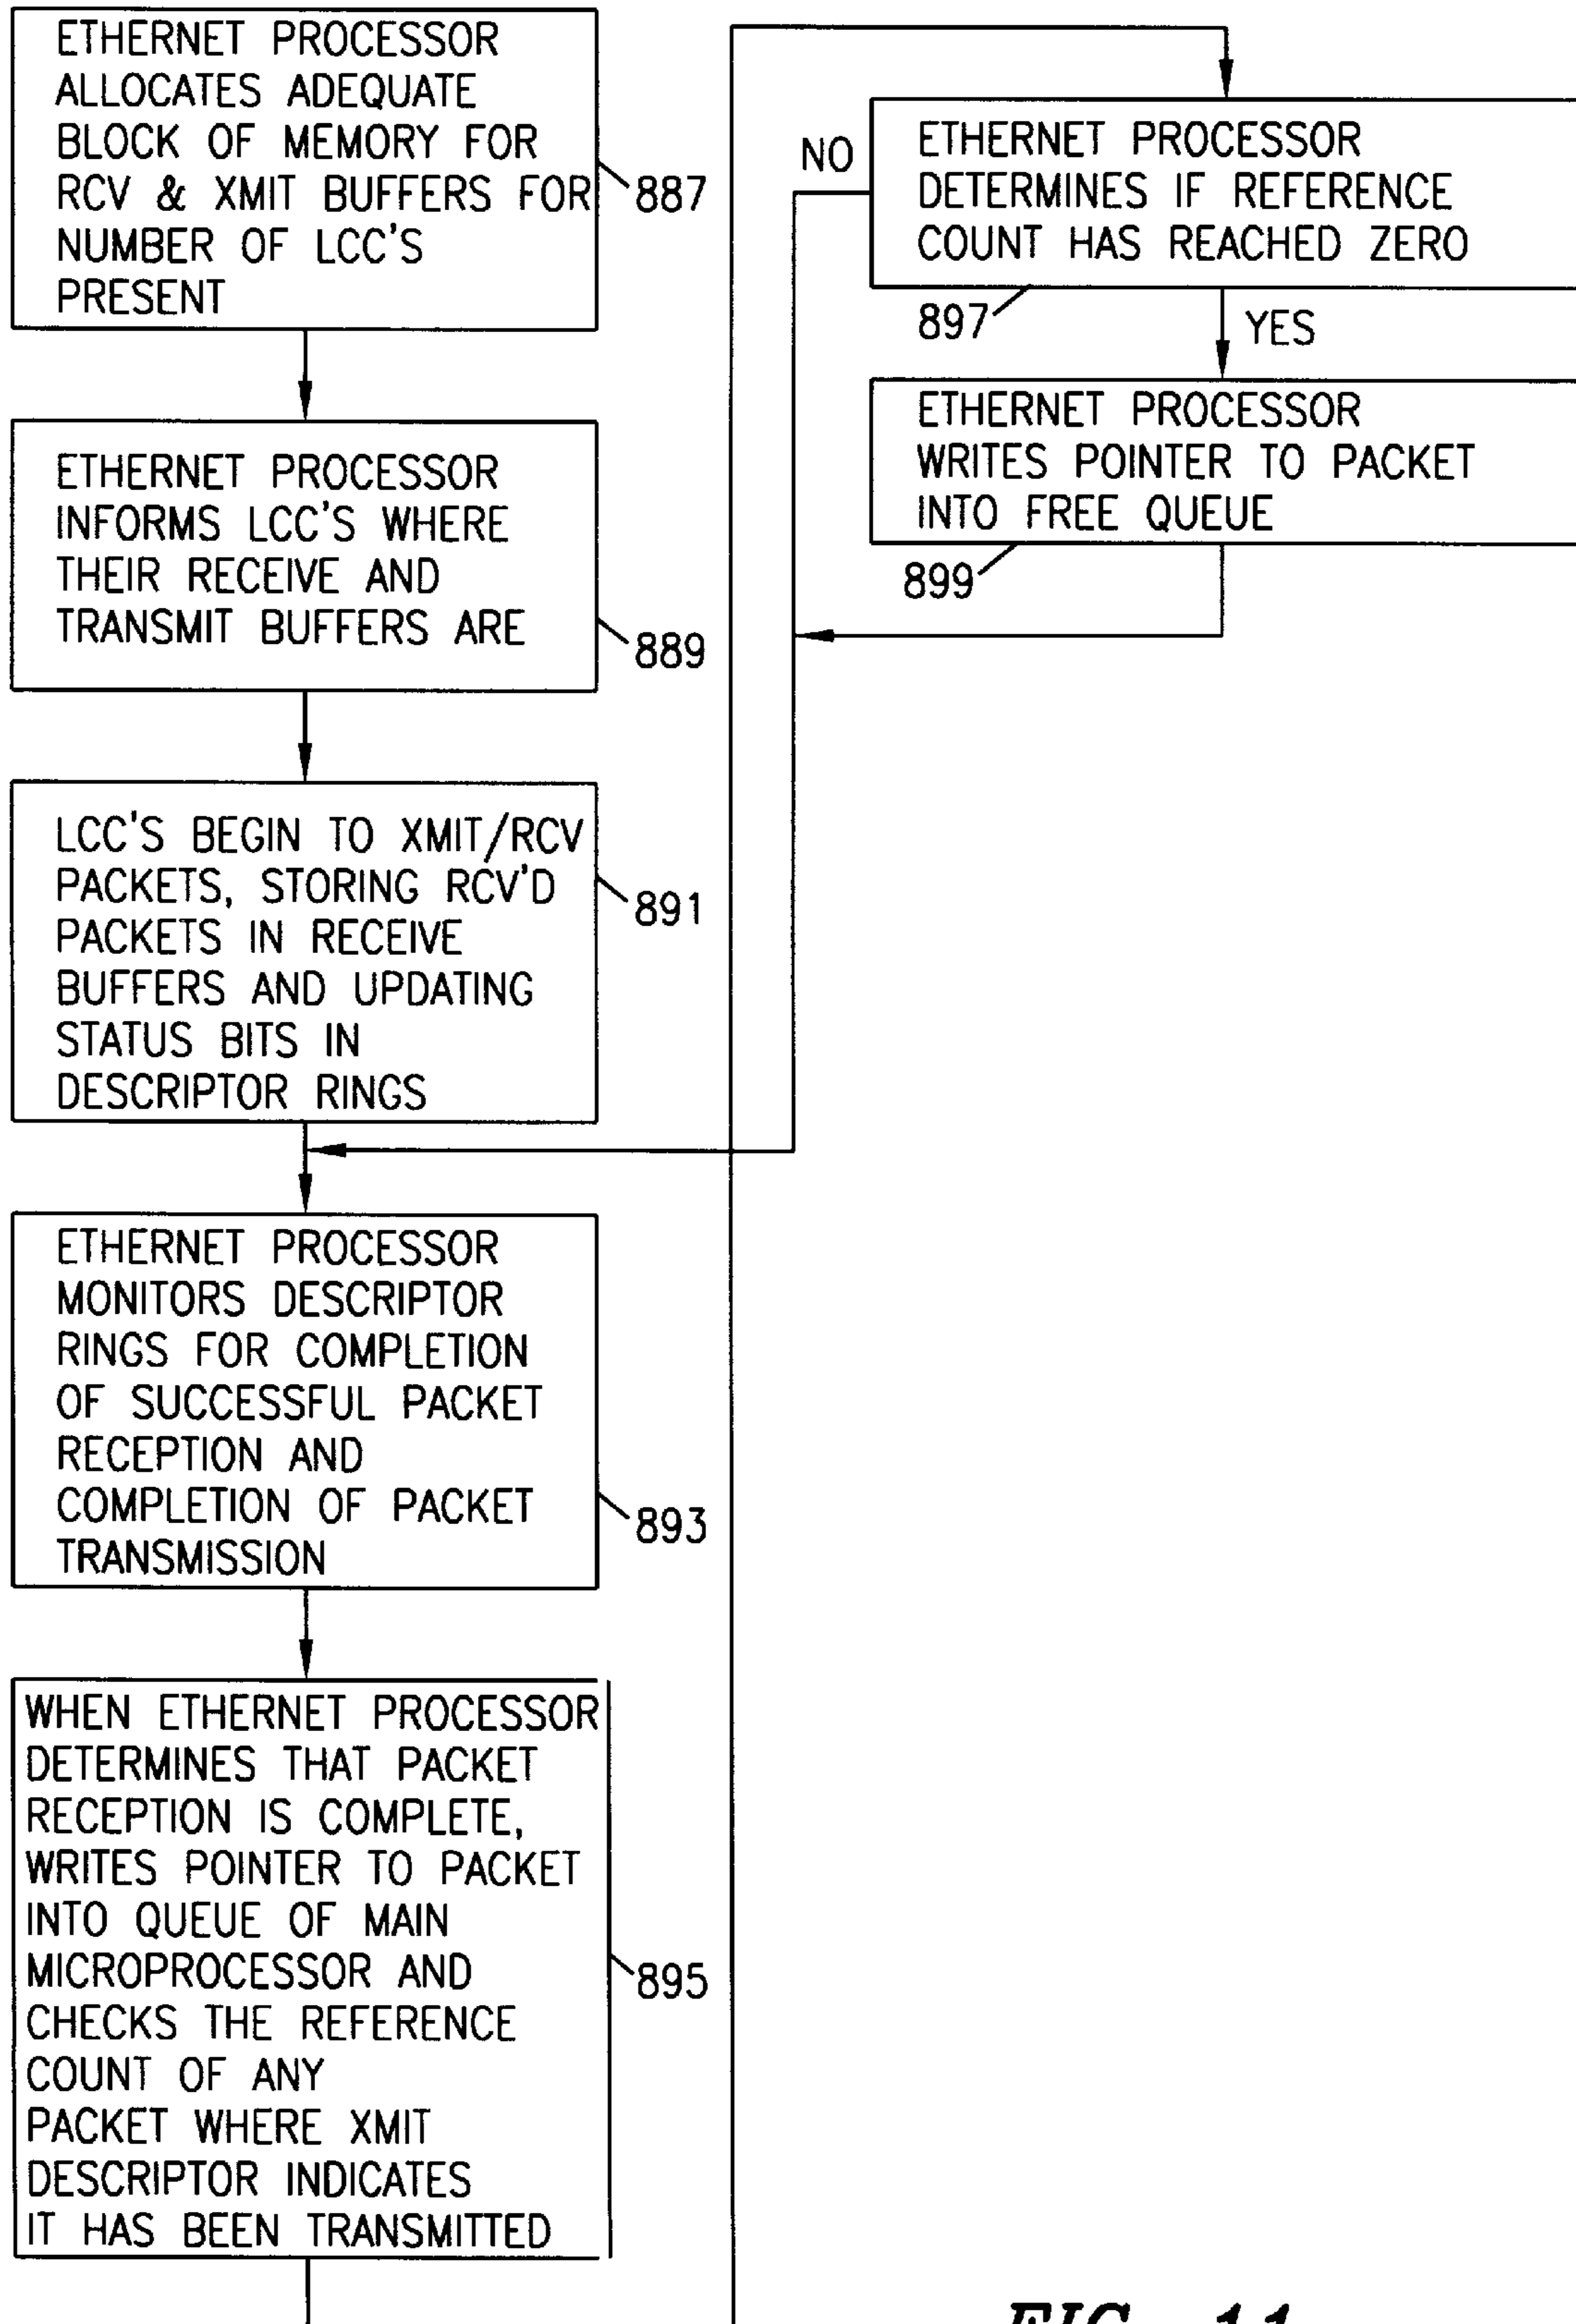 ETHERNET PROCESSOR
ALLOCATES ADEQUATE
BLOCK OF MEMORY FOR
RCV & XMIT BUFFERS FOR
NUMBER OF LCC'S
PRESENT
887
ETHERNET PROCESSOR
INFORMS LCC'S WHERE
THEIR RECEIVE AND
TRANSMIT BUFFERS ARE
889
LCC'S BEGIN TO XMIT/RCV
PACKETS, STORING RCV'D
PACKETS IN RECEIVE
BUFFERS AND UPDATING
STATUS BITS IN
DESCRIPTOR RINGS
891
ETHERNET PROCESSOR
MONITORS DESCRIPTOR
RINGS FOR COMPLETION
OF SUCCESSFUL PACKET
RECEPTION AND
COMPLETION OF PACKET
TRANSMISSION
893
WHEN ETHERNET PROCESSOR
DETERMINES THAT PACKET
RECEPTION IS COMPLETE,
WRITES POINTER TO PACKET
INTO QUEUE OF MAIN
MICROPROCESSOR AND
CHECKS THE REFERENCE
COUNT OF ANY
PACKET WHERE XMIT
DESCRIPTOR INDICATES
IT HAS BEEN TRANSMITTED
895
NO
ETHERNET PROCESSOR
DETERMINES IF REFERENCE
COUNT HAS REACHED ZERO
897
YES
ETHERNET PROCESSOR
WRITES POINTER TO PACKET
INTO FREE QUEUE
899
FIG. 11